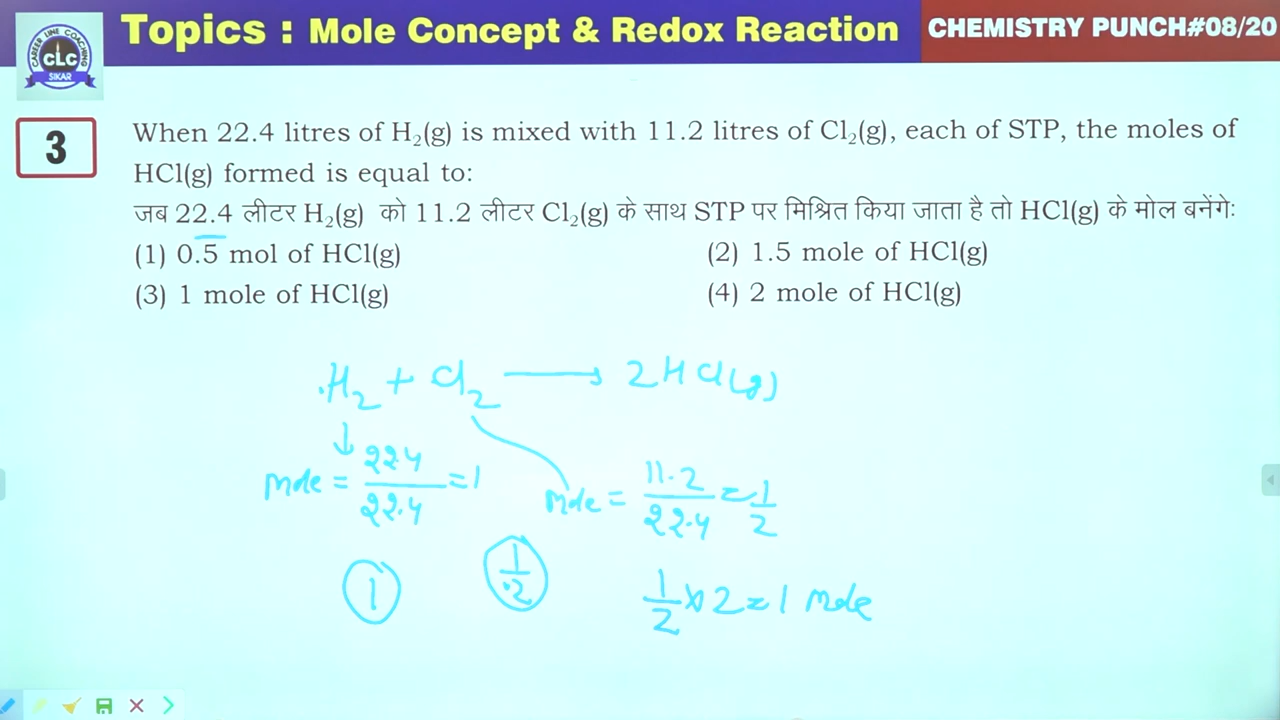 Topics : Mole Concept & Redox Reaction
CHEMISTRY PUNCH#08/20
CAREER LINE COACHING
CLC
SIKAR
3
When 22.4 litres of H₂(g) is mixed with 11.2 litres of Cl₂(g), each of STP, the moles of
HCl(g) formed is equal to:
जब 22.4 लीटर H₂(g) को 11.2 लीटर Cl₂(g) के साथ STP पर मिश्रित किया जाता है तो HCl(g) के मोल बनेंगे:
(1) 0.5 mol of HCl(g)
(2) 1.5 mole of HCl(g)
(3) 1 mole of HCl(g)
(4) 2 mole of HCl(g)
H₂ + Cl₂ → 2HCl(g)
↓
mole = 22.4/22.4 = 1
mole = 11.2/22.4 = 1/2
1
1/2
1/2 × 2 = 1 mole